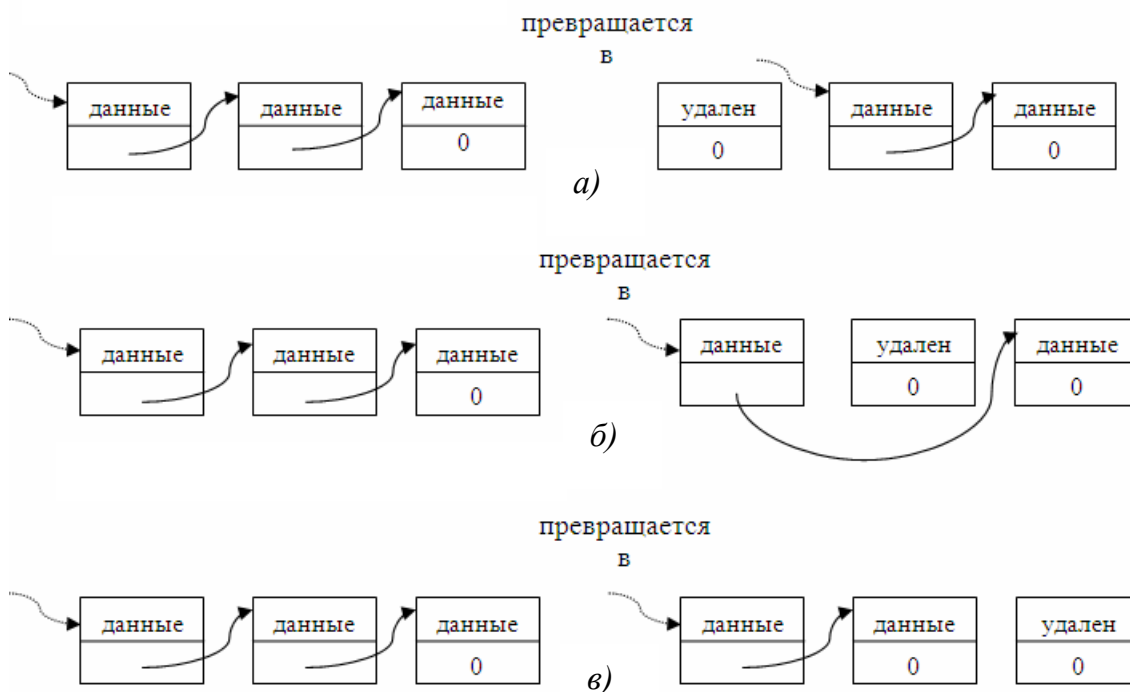 превращается
в
данные данные данные удален данные данные
0 0 0 0
а)
превращается
в
данные данные данные данные удален данные
0 0 0
б)
превращается
в
данные данные данные данные данные удален
0 0 0
в)